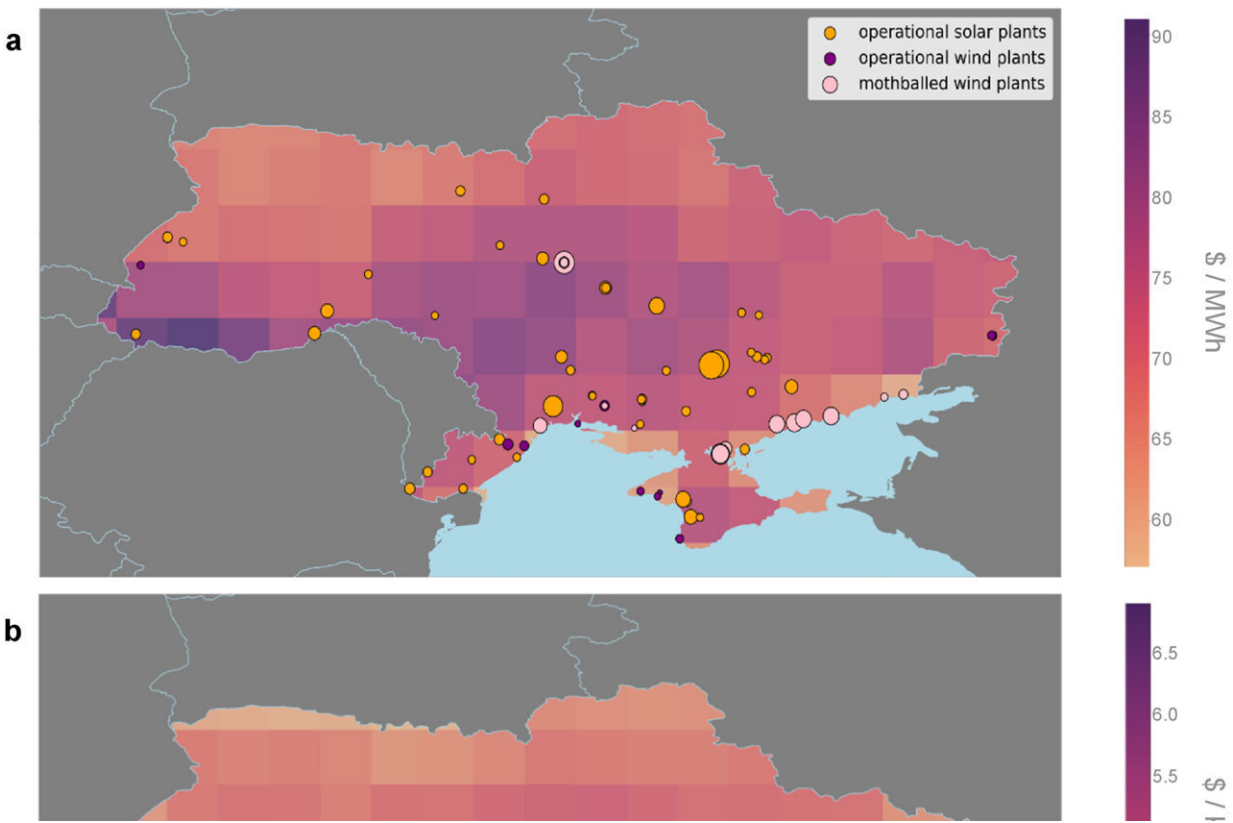 a
operational solar plants
operational wind plants
mothballed wind plants
90
85
80
75
70
65
60
$ / MWh
b
6.5
6.0
5.5
$ /